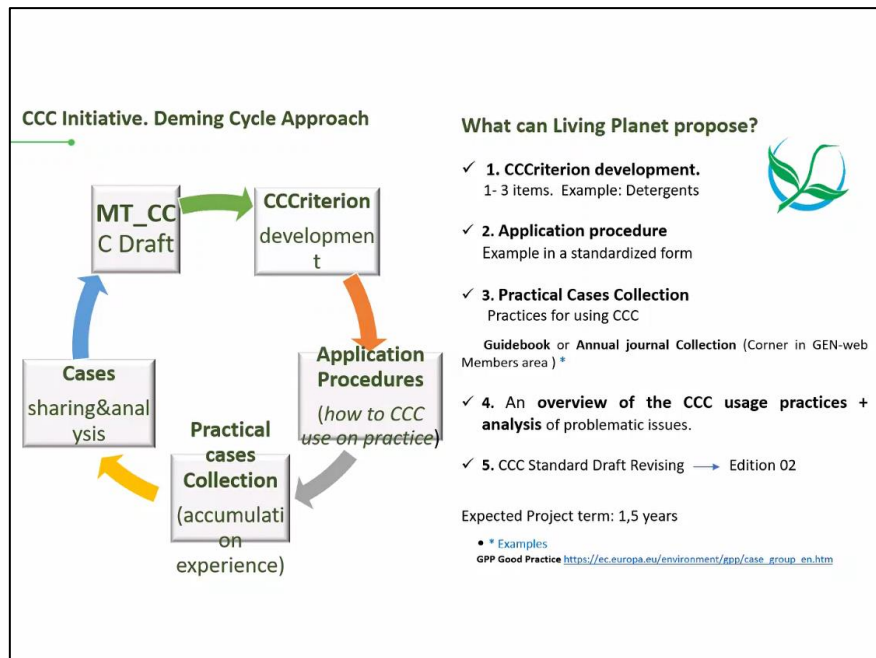 CCC Initiative. Deming Cycle Approach
MT_CC
C Draft
CCCriterion
developmen
t
Application
Procedures
(how to CCC
use on practice)
Practical
cases
Collection
(accumulati
on
experience)
Cases
sharing&anal
ysis
What can Living Planet propose?
✓ 1. CCCriterion development.
1- 3 items. Example: Detergents
✓ 2. Application procedure
Example in a standardized form
✓ 3. Practical Cases Collection
Practices for using CCC
Guidebook or Annual journal Collection (Corner in GEN-web
Members area ) *
✓ 4. An overview of the CCC usage practices +
analysis of problematic issues.
✓ 5. CCC Standard Draft Revising → Edition 02
Expected Project term: 1,5 years
• * Examples
GPP Good Practice https://ec.europa.eu/environment/gpp/case_group_en.htm